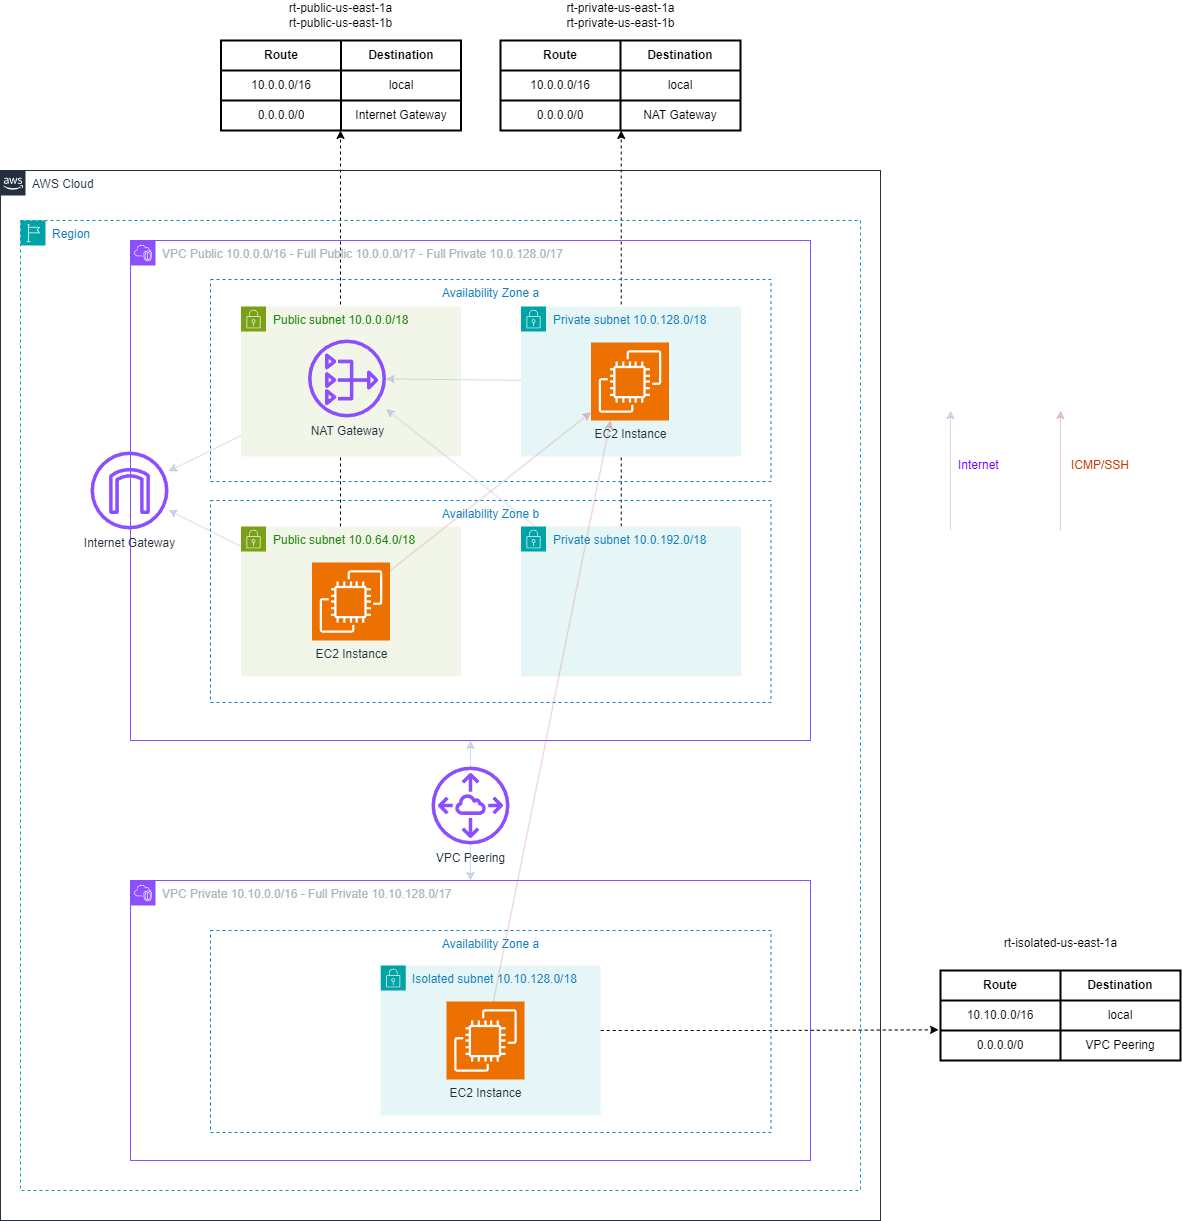 rt-public-us-east-1a
rt-public-us-east-1b
Route Destination
10.0.0.0/16 local
0.0.0.0/0 Internet Gateway
rt-private-us-east-1a
rt-private-us-east-1b
Route Destination
10.0.0.0/16 local
0.0.0.0/0 NAT Gateway
aws
AWS Cloud
Region
VPC Public 10.0.0.0/16 - Full Public 10.0.0.0/17 - Full Private 10.0.128.0/17
Availability Zone a
Public subnet 10.0.0.0/18
NAT Gateway
Private subnet 10.0.128.0/18
EC2 Instance
Internet Gateway
Availability Zone b
Public subnet 10.0.64.0/18
EC2 Instance
Private subnet 10.0.192.0/18
Internet
ICMP/SSH
VPC Peering
VPC Private 10.10.0.0/16 - Full Private 10.10.128.0/17
Availability Zone a
Isolated subnet 10.10.128.0/18
EC2 Instance
rt-isolated-us-east-1a
Route Destination
10.10.0.0/16 local
0.0.0.0/0 VPC Peering